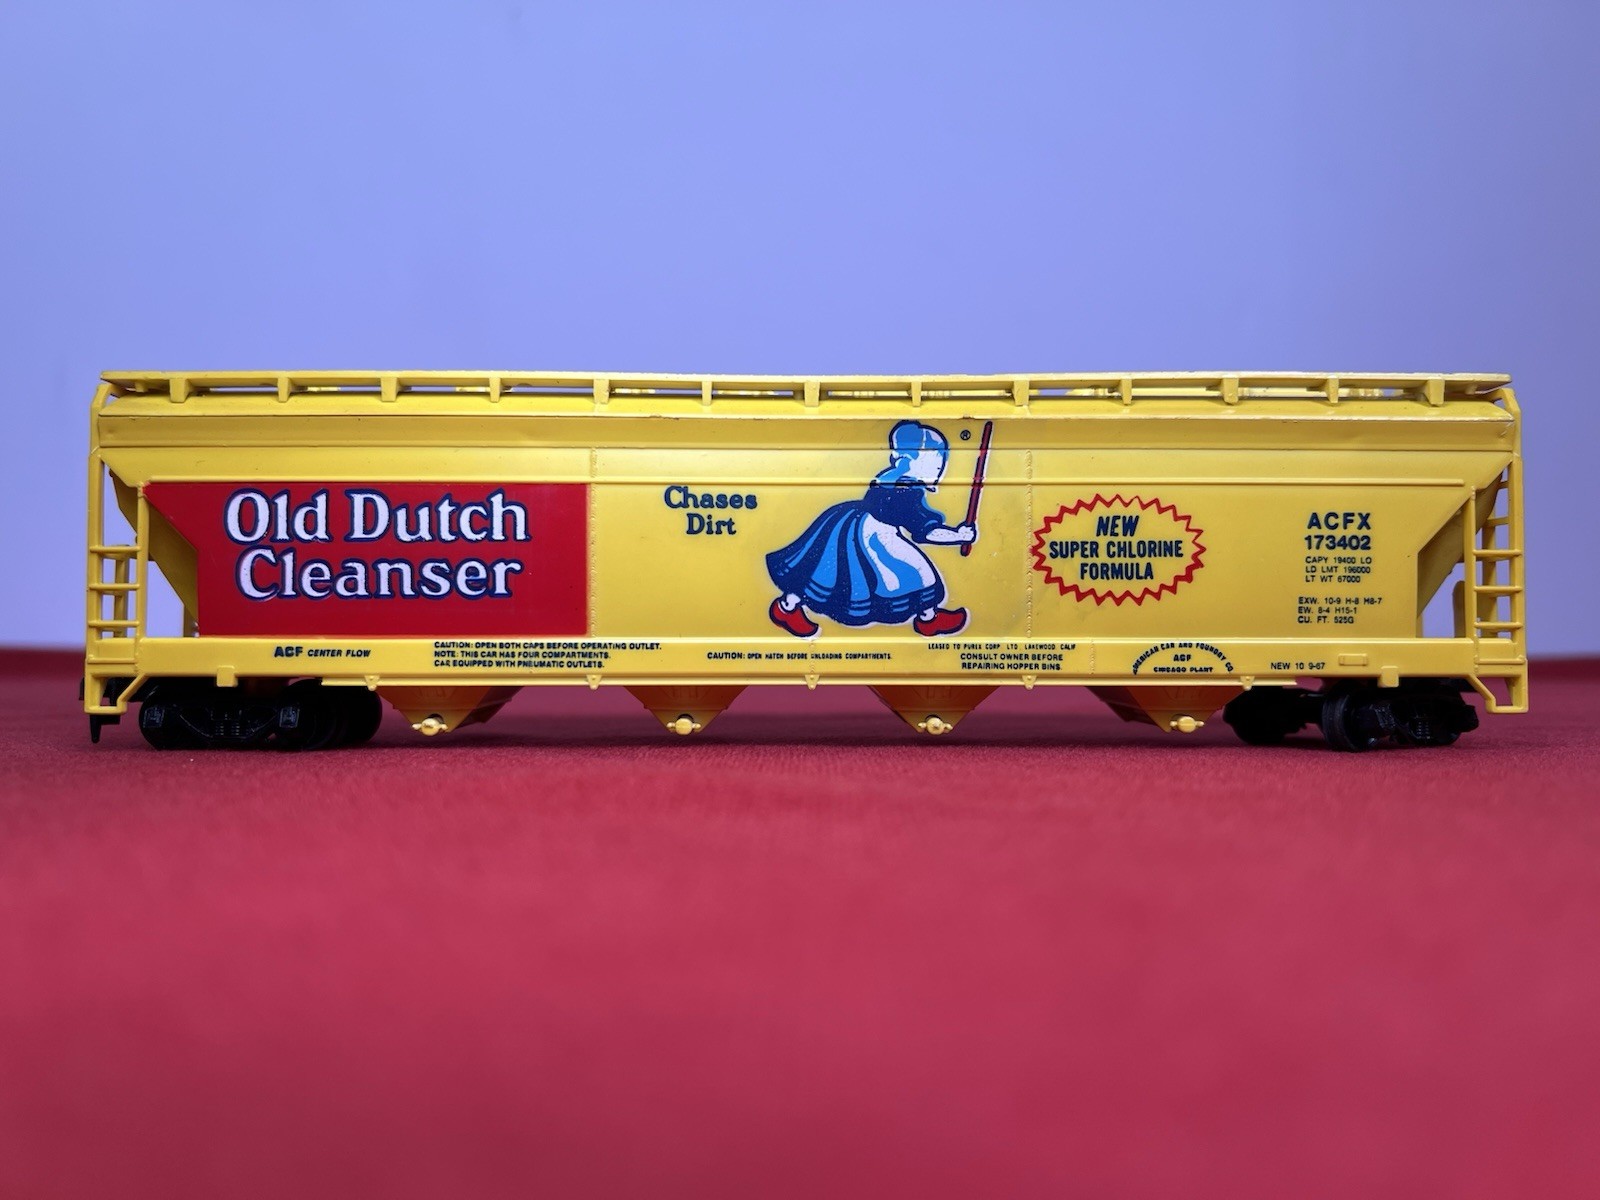 Old Dutch
Cleanser
Chases
Dirt
®
NEW
SUPER CHLORINE
FORMULA
ACFX
173402
CAPY 19400 LO
LD LMT 196000
LT WT 67000
EXW. 10-9 H-8 M8-7
EW. 8-4 H15-1
CU. FT. 525G
ACF CENTER FLOW
CAUTION: OPEN BOTH CAPS BEFORE OPERATING OUTLET.
NOTE: THIS CAR HAS FOUR COMPARTMENTS.
CAR EQUIPPED WITH PNEUMATIC OUTLETS.
CAUTION: OPEN HATCH BEFORE UNLOADING COMPARTMENTS.
LEASED TO PUREX CORP. LTD. LAKEWOOD, CALIF
CONSULT OWNER BEFORE
REPAIRING HOPPER BINS.
AMERICAN CAR AND FOUNDRY CO
ACF
CHICAGO PLANT
NEW 10 9-67